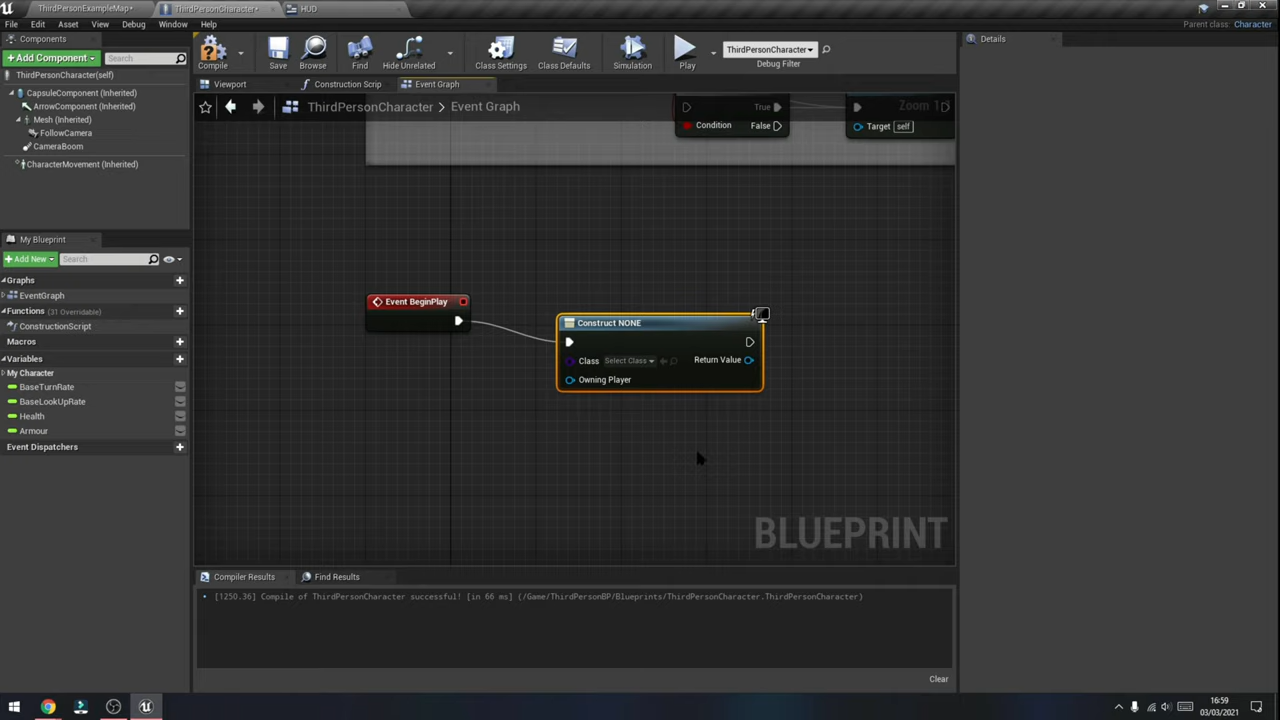 ThirdPersonExampleMap*
ThirdPersonCharacter*
HUD
File Edit Asset View Debug Window Help
Parent class: Character
Components
Details
+Add Component
Search
Compile
Save
Browse
Find
Hide Unrelated
Class Settings
Class Defaults
Simulation
Play
ThirdPersonCharacter
Debug Filter
ThirdPersonCharacter(self)
Viewport
Construction Scrip
Event Graph
CapsuleComponent (Inherited)
ArrowComponent (Inherited)
Mesh (Inherited)
FollowCamera
CameraBoom
CharacterMovement (Inherited)
ThirdPersonCharacter > Event Graph
True
Condition
False
Target self
My Blueprint
+Add New
Search
Graphs
EventGraph
Functions (31 Overridable)
ConstructionScript
Macros
Variables
My Character
BaseTurnRate
BaseLookUpRate
Health
Armour
Event Dispatchers
Event BeginPlay
Construct NONE
Class Select Class
Return Value
Owning Player
BLUEPRINT
Compiler Results
Find Results
[1250.36] Compile of ThirdPersonCharacter successful! [in 66 ms] (/Game/ThirdPersonBP/Blueprints/ThirdPersonCharacter.ThirdPersonCharacter)
Clear
16:59
03/03/2021